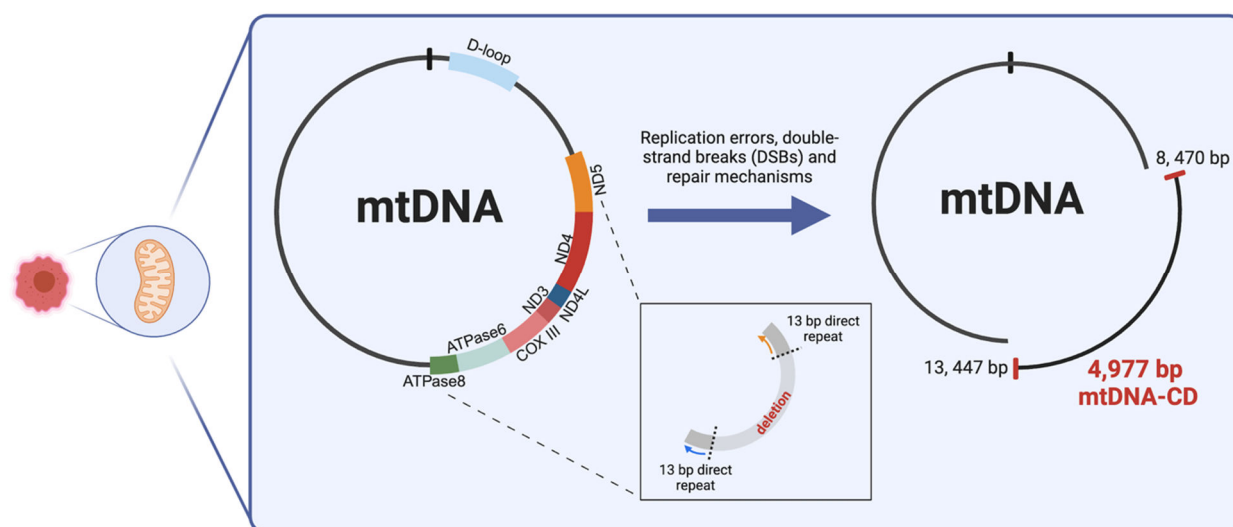 D-loop
mtDNA
ND5
ND4
ND4L
ND3
COX III
ATPase6
ATPase8
Replication errors, double-
strand breaks (DSBs) and
repair mechanisms
13 bp direct
repeat
deletion
13 bp direct
repeat
mtDNA
8, 470 bp
13, 447 bp
4,977 bp
mtDNA-CD